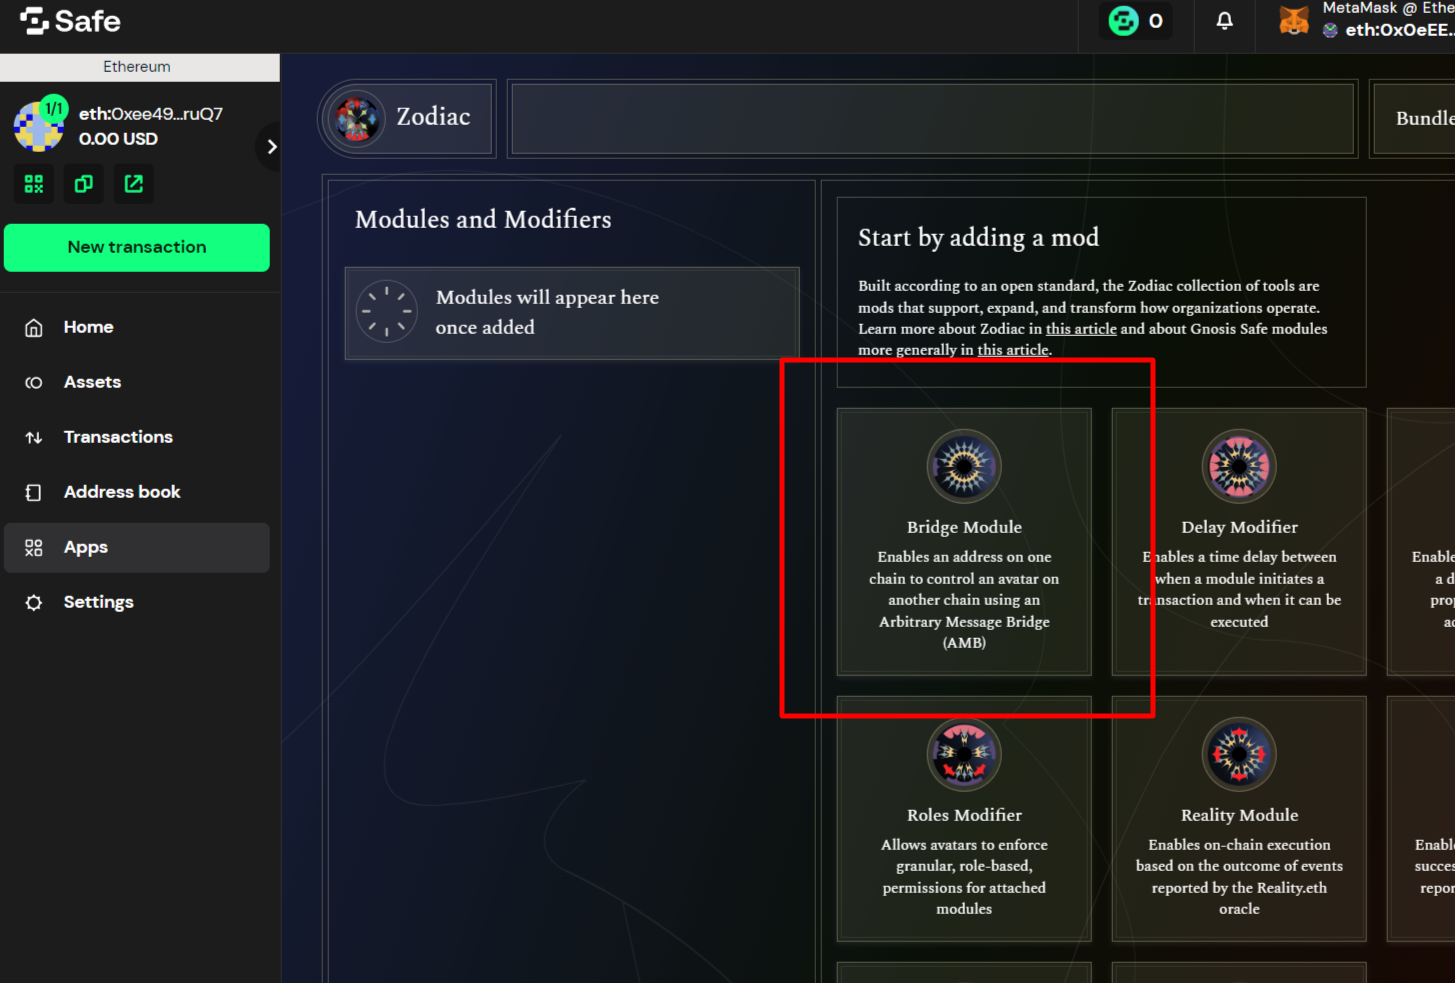 Safe
0
MetaMask @ Ethe
eth:0x0eEE..
Ethereum
1/1
eth:0xee49...ruQ7
0.00 USD
New transaction
Home
Assets
Transactions
Address book
Apps
Settings
Zodiac
Bundle
Modules and Modifiers
Modules will appear here
once added
Start by adding a mod
Built according to an open standard, the Zodiac collection of tools are
mods that support, expand, and transform how organizations operate.
Learn more about Zodiac in this article and about Gnosis Safe modules
more generally in this article.
Bridge Module
Enables an address on one
chain to control an avatar on
another chain using an
Arbitrary Message Bridge
(AMB)
Delay Modifier
Enables a time delay between
when a module initiates a
transaction and when it can be
executed
Enable
a d
prop
ac
Roles Modifier
Allows avatars to enforce
granular, role-based,
permissions for attached
modules
Reality Module
Enables on-chain execution
based on the outcome of events
reported by the Reality.eth
oracle
Enable
succes
repor